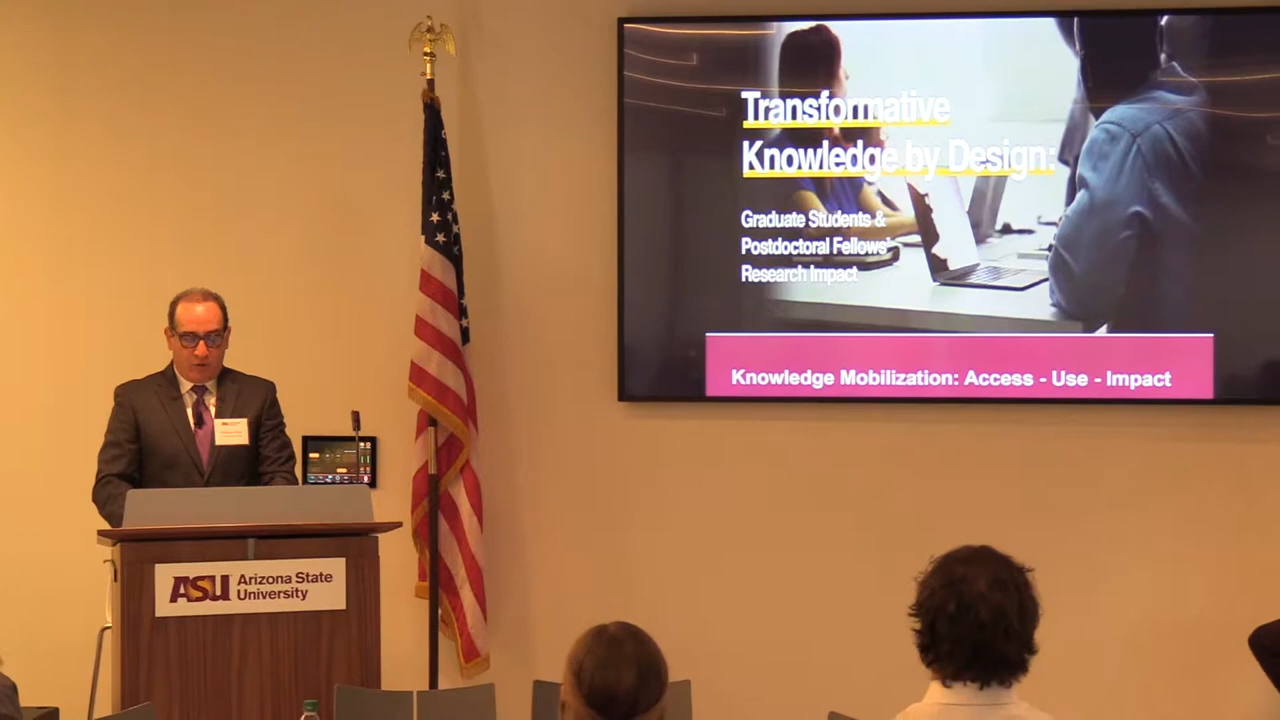 Transformative
Knowledge by Design:
Graduate Students &
Postdoctoral Fellows'
Research Impact
Knowledge Mobilization: Access - Use - Impact
ASU Arizona State
University